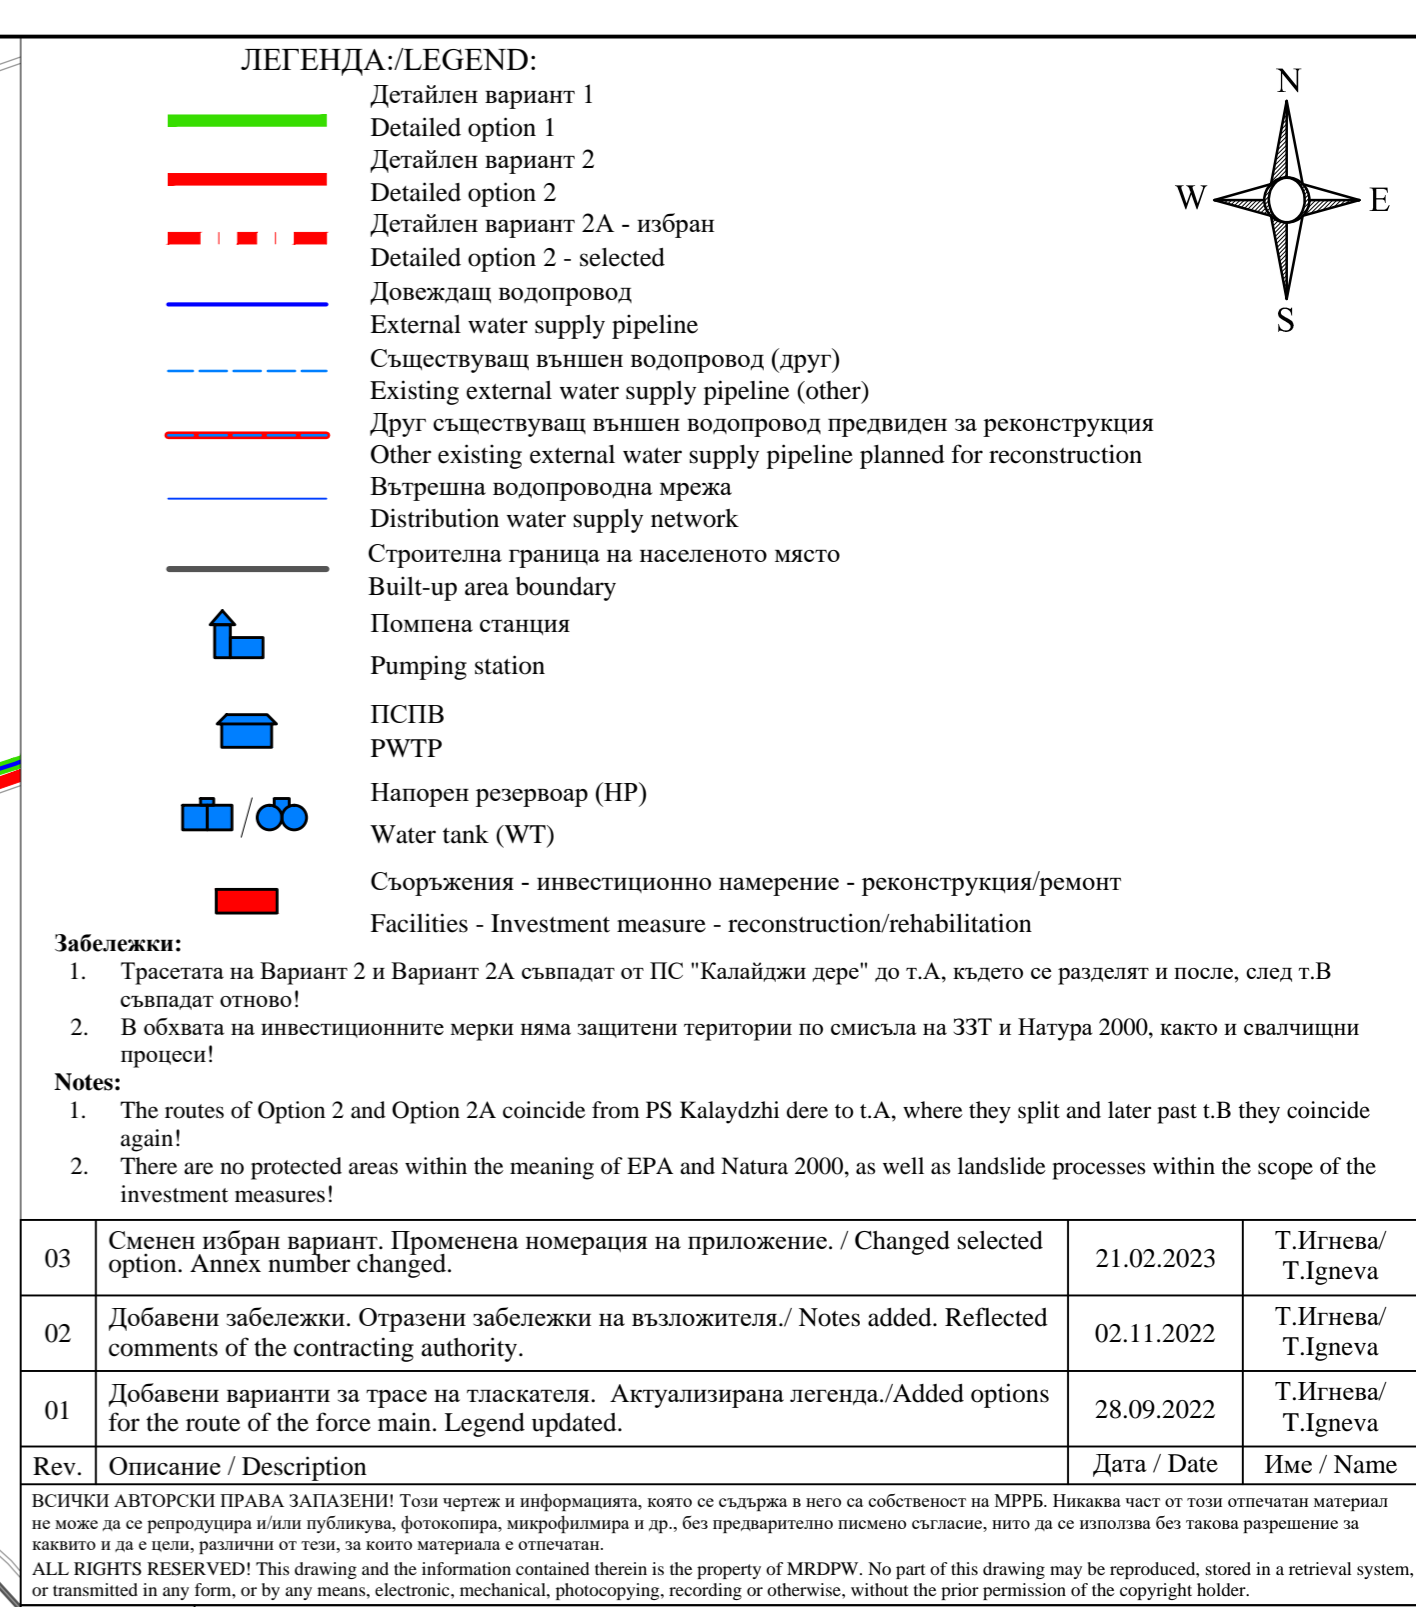 ЛЕГЕНДА:/LEGEND:
Детайлен вариант 1
Detailed option 1
Детайлен вариант 2
Detailed option 2
Детайлен вариант 2А - избран
Detailed option 2 - selected
Довеждащ водопровод
External water supply pipeline
Съществуващ външен водопровод (друг)
Existing external water supply pipeline (other)
Друг съществуващ външен водопровод предвиден за реконструкция
Other existing external water supply pipeline planned for reconstruction
Вътрешна водопроводна мрежа
Distribution water supply network
Строителна граница на населеното място
Built-up area boundary
Помпена станция
Pumping station
ПСПВ
PWTP
Напорен резервоар (НР)
Water tank (WT)
Съоръжения - инвестиционно намерение - реконструкция/ремонт
Facilities - Investment measure - reconstruction/rehabilitation
N
W
E
S
Забележки:
1. Трасетата на Вариант 2 и Вариант 2А съвпадат от ПС "Калайджи дере" до т.А, където се разделят и после, след т.В
съвпадат отново!
2. В обхвата на инвестиционните мерки няма защитени територии по смисъла на ЗЗТ и Натура 2000, както и свалчищни
процеси!
Notes:
1. The routes of Option 2 and Option 2A coincide from PS Kalaydzhi dere to t.A, where they split and later past t.B they coincide
again!
2. There are no protected areas within the meaning of EPA and Natura 2000, as well as landslide processes within the scope of the
investment measures!
03 Сменен избран вариант. Променена номерация на приложение. / Changed selected
option. Annex number changed. 21.02.2023 Т.Игнева/
T.Igneva
02 Добавени забележки. Отразени забележки на възложителя./ Notes added. Reflected
comments of the contracting authority. 02.11.2022 Т.Игнева/
T.Igneva
01 Добавени варианти за трасе на тласкателя. Актуализирана легенда./Added options
for the route of the force main. Legend updated. 28.09.2022 Т.Игнева/
T.Igneva
Rev. Описание / Description Дата / Date Име / Name
ВСИЧКИ АВТОРСКИ ПРАВА ЗАПАЗЕНИ! Този чертеж и информацията, която се съдържа в него са собственост на МРРБ. Никаква част от този отпечатан материал
не може да се репродуцира и/или публикува, фотокопира, микрофилмира и др., без предварително писмено съгласие, нито да се използва без такова разрешение за
каквито и да е цели, различни от тези, за които материала е отпечатан.
ALL RIGHTS RESERVED! This drawing and the information contained therein is the property of MRDPW. No part of this drawing may be reproduced, stored in a retrieval system,
or transmitted in any form, or by any means, electronic, mechanical, photocopying, recording or otherwise, without the prior permission of the copyright holder.